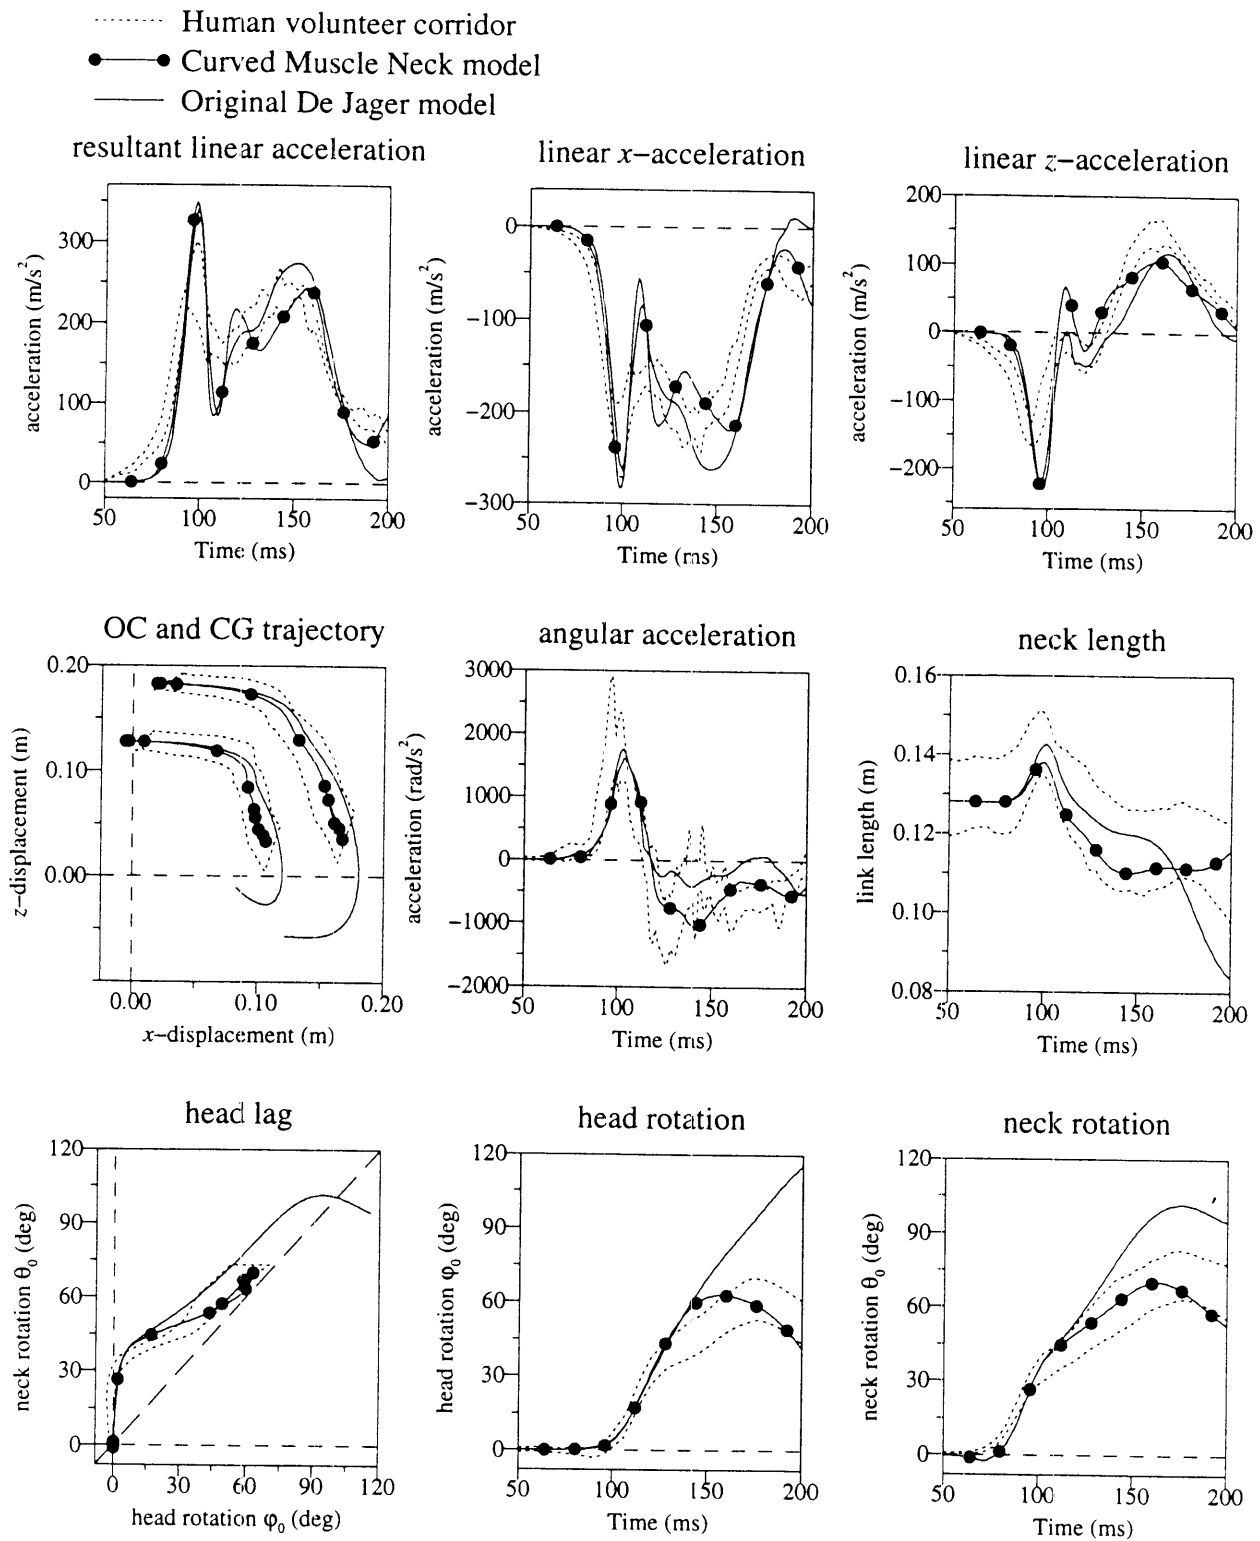 Human volunteer corridor
Curved Muscle Neck model
Original De Jager model
resultant linear acceleration
acceleration (m/s²)
300
200
100
0
50
100
150
200
Time (ms)
linear x–acceleration
acceleration (m/s²)
0
−100
−200
−300
50
100
150
200
Time (ms)
linear z–acceleration
acceleration (m/s²)
200
100
0
−100
−200
50
100
150
200
Time (ms)
OC and CG trajectory
z–displacement (m)
0.20
0.10
0.00
0.00
0.10
0.20
x–displacement (m)
angular acceleration
acceleration (rad/s²)
3000
2000
1000
0
−1000
−2000
50
100
150
200
Time (ms)
neck length
link length (m)
0.16
0.14
0.12
0.10
0.08
50
100
150
200
Time (ms)
head lag
neck rotation θ₀ (deg)
120
90
60
30
0
0
30
60
90
120
head rotation φ₀ (deg)
head rotation
head rotation φ₀ (deg)
120
90
60
30
0
50
100
150
200
Time (ms)
neck rotation
neck rotation θ₀ (deg)
120
90
60
30
0
50
100
150
200
Time (ms)